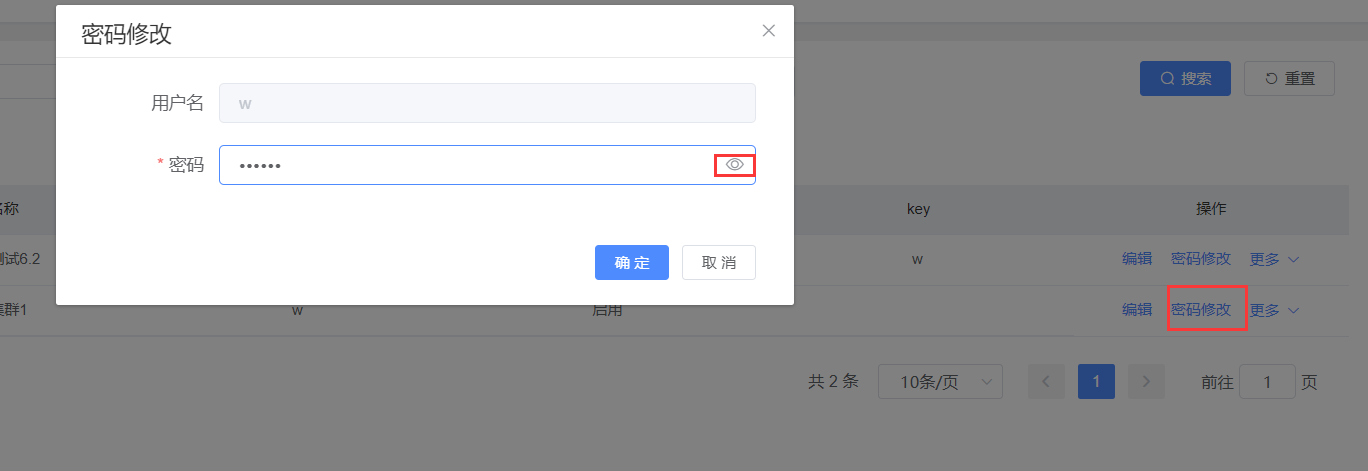 密码修改
用户名 w
* 密码 ••••••
确 定 取 消
搜索 重置
名称 key 操作
测试6.2 w 编辑 密码修改 更多
集群1 w 启用 编辑 密码修改 更多
共 2 条 10条/页 1 前往 1 页